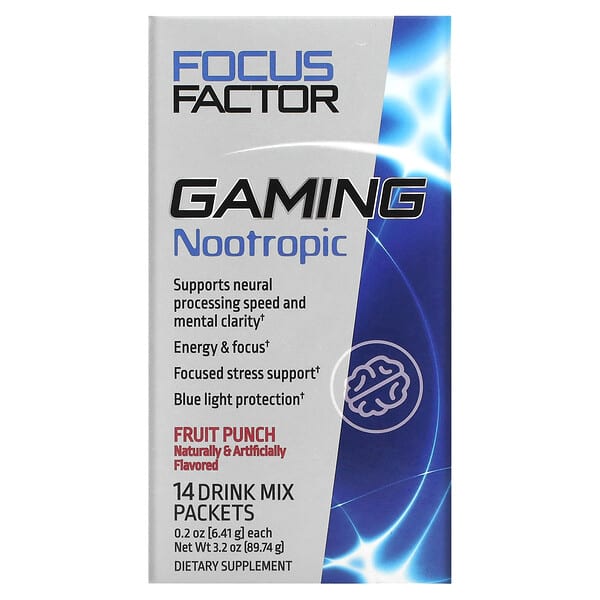 FOCUS
FACTOR
GAMING
Nootropic
Supports neural
processing speed and
mental clarity†
Energy & focus†
Focused stress support†
Blue light protection†
FRUIT PUNCH
Naturally & Artificially
Flavored
14 DRINK MIX
PACKETS
0.2 oz [6.41 g] each
Net Wt 3.2 oz (89.74 g)
DIETARY SUPPLEMENT